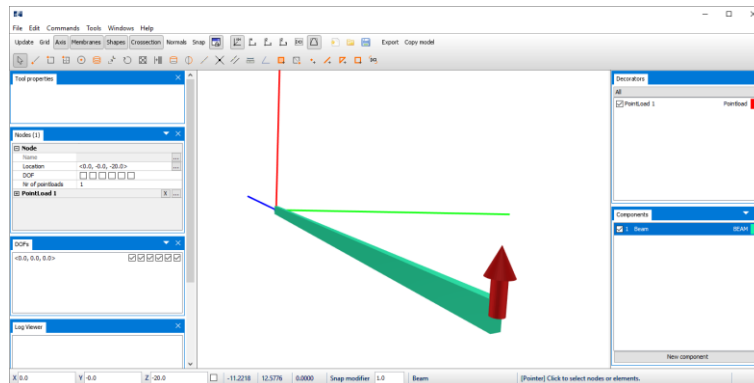 File Edit Commands Tools Windows Help
Update Grid Axis Membranes Shapes Crossection Normals Snap Export Copy model
Tool properties
Nodes (1)
Node
Name
Location <0.0, -0.0, -20.0>
DOF
Nr of pointloads 1
PointLoad 1 X ...
DOFs
<0.0, 0.0, 0.0>
Log Viewer
Decorators
All
PointLoad 1 Pointload
Components
1 Beam BEAM
New component
X 0.0 Y -0.0 Z -20.0 -11.2218 12.5776 0.0000 Snap modifier 1.0 Beam [Pointer] Click to select nodes or elements.